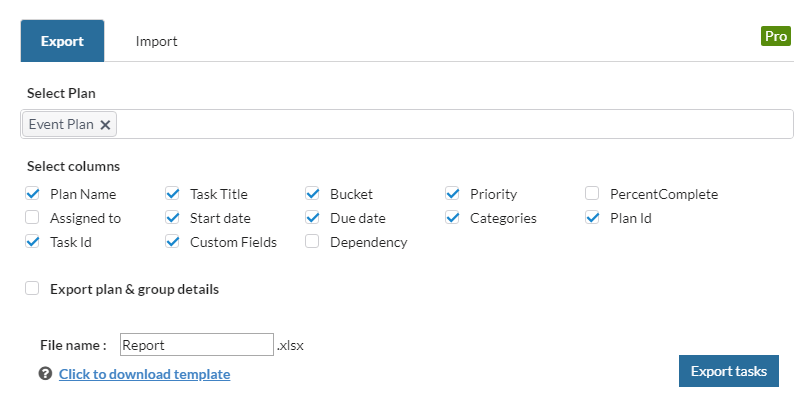 Export Import Pro
Select Plan
Event Plan
Select columns
Plan Name Task Title Bucket Priority PercentComplete
Assigned to Start date Due date Categories Plan Id
Task Id Custom Fields Dependency
Export plan & group details
File name : Report .xlsx
Click to download template
Export tasks